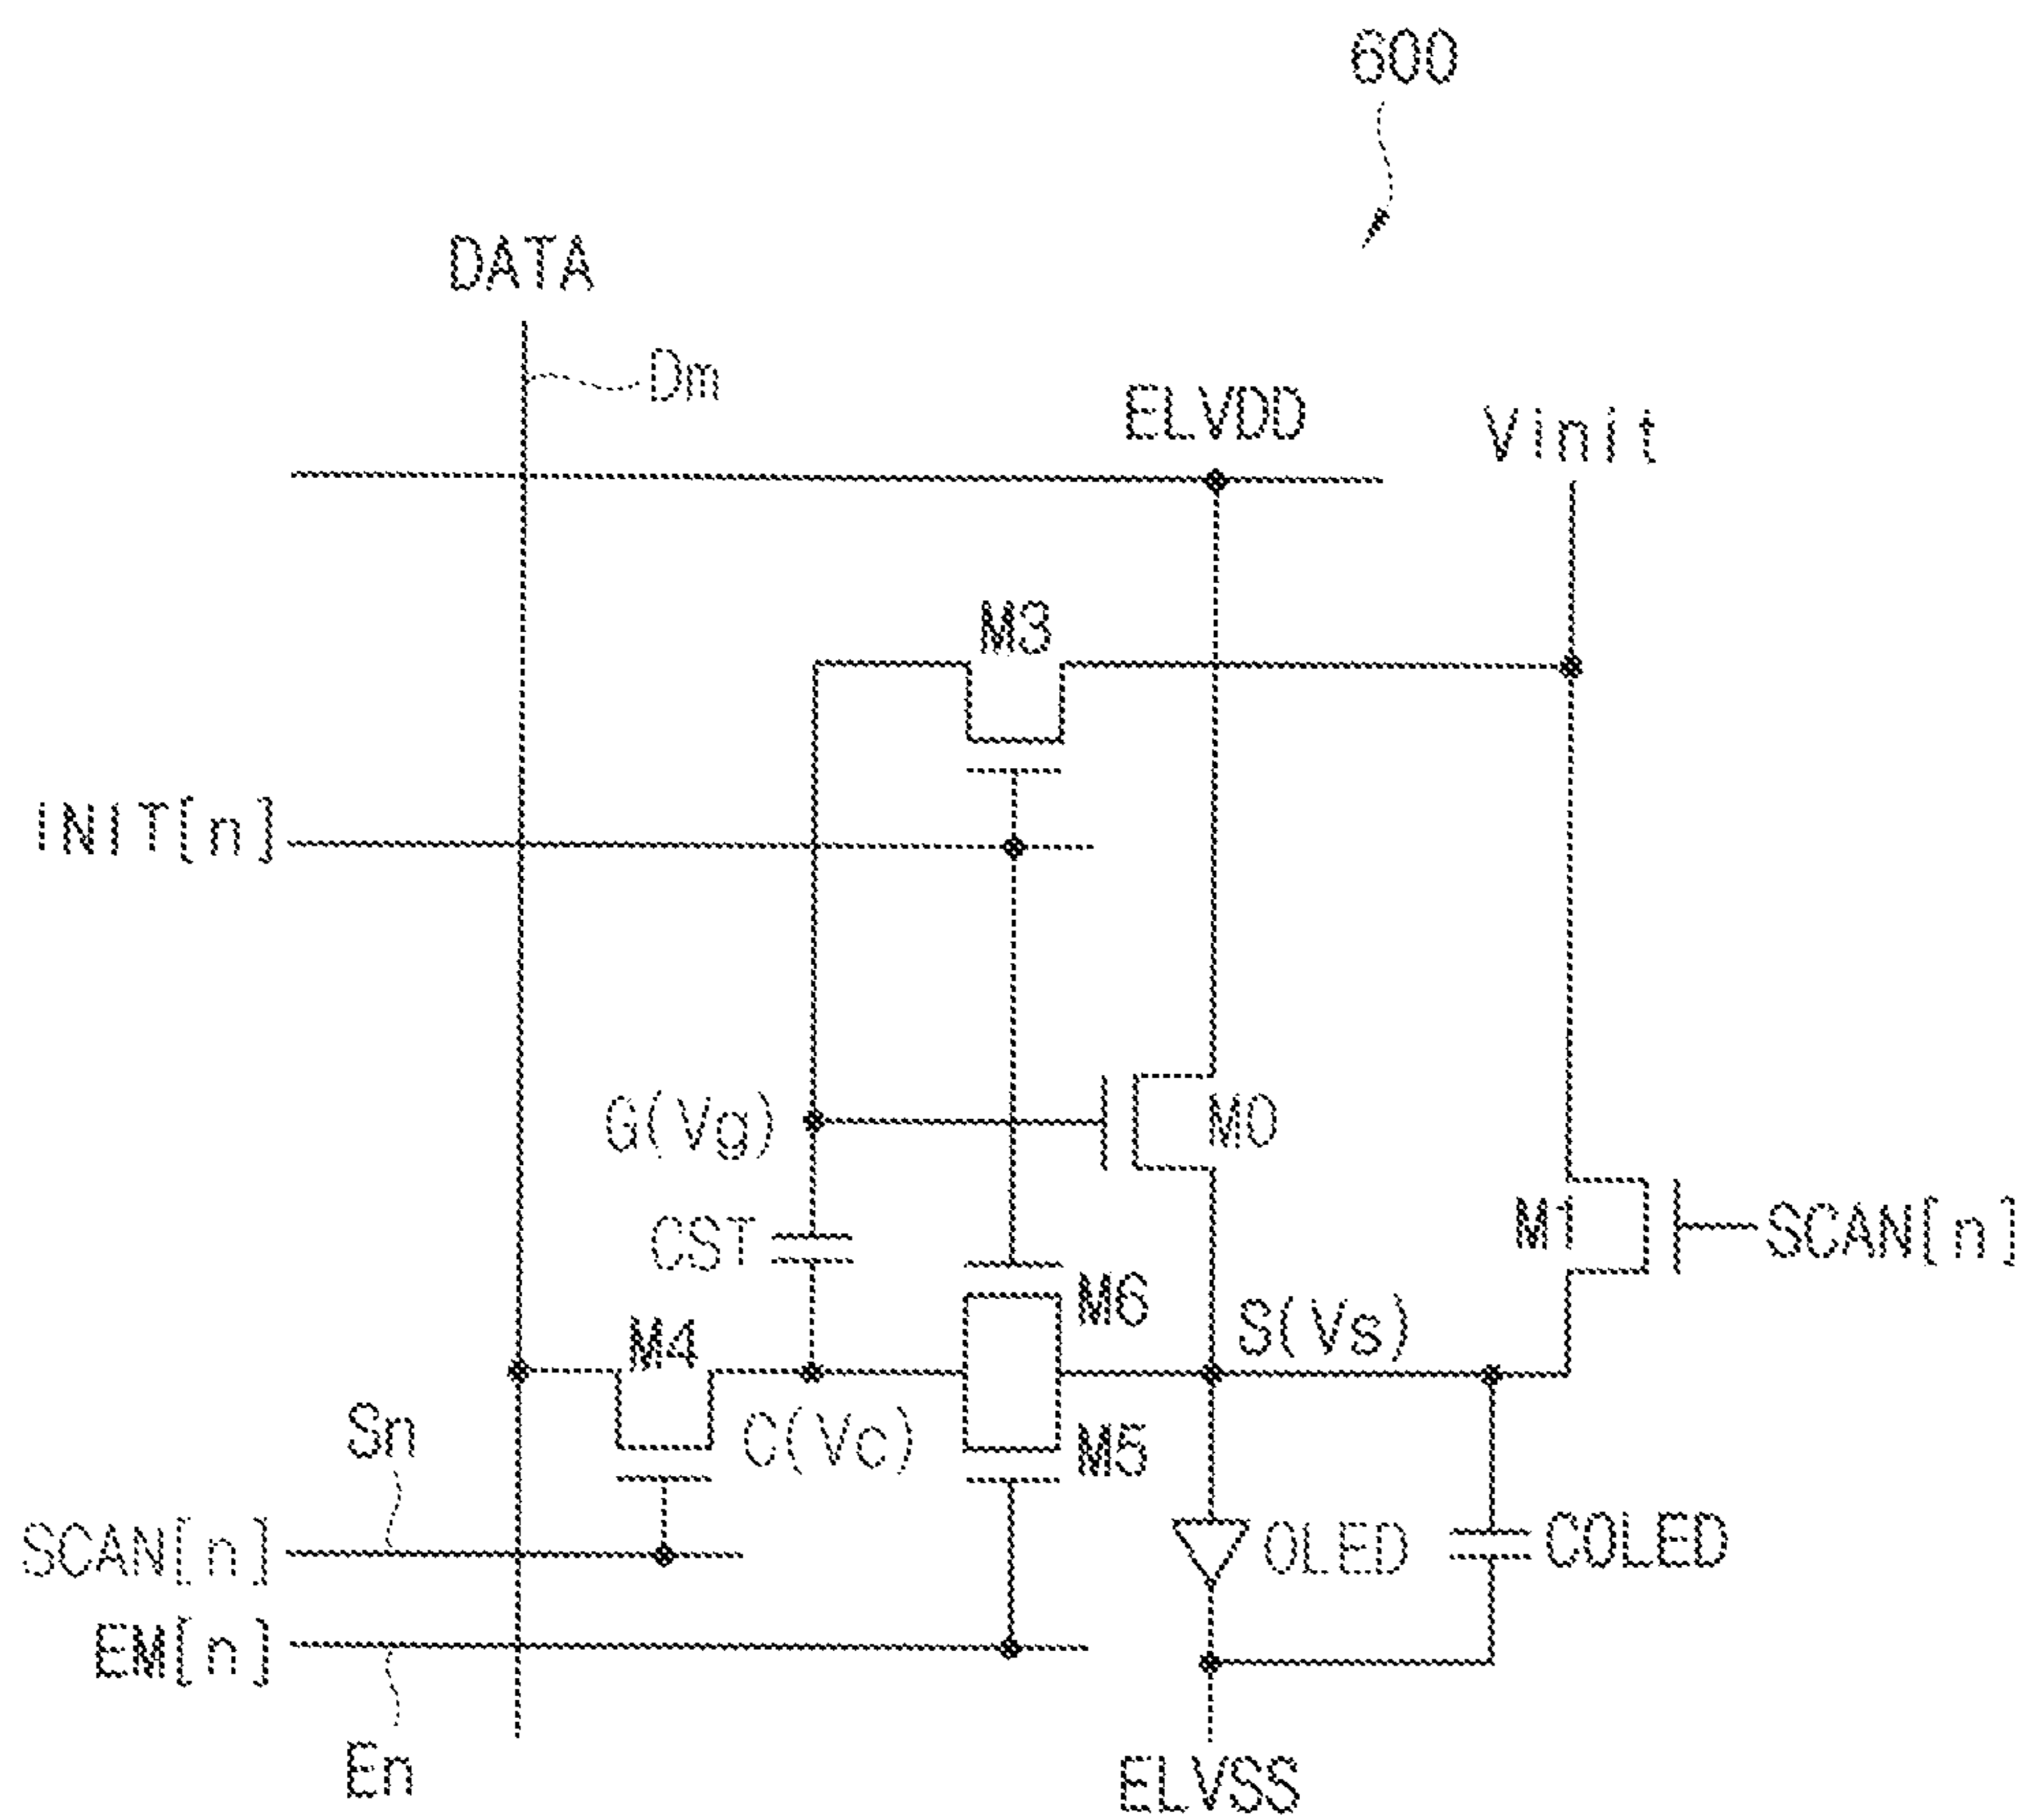 600
DATA
Dm
ELVDD
Vinit
M3
INIT[n]
G(Vg)
M0
CST
M1
SCAN[n]
M6
S(Vs)
M4
C(Vc)
M5
Sn
SCAN[n]
OLED
COLED
EM[n]
En
ELVSS